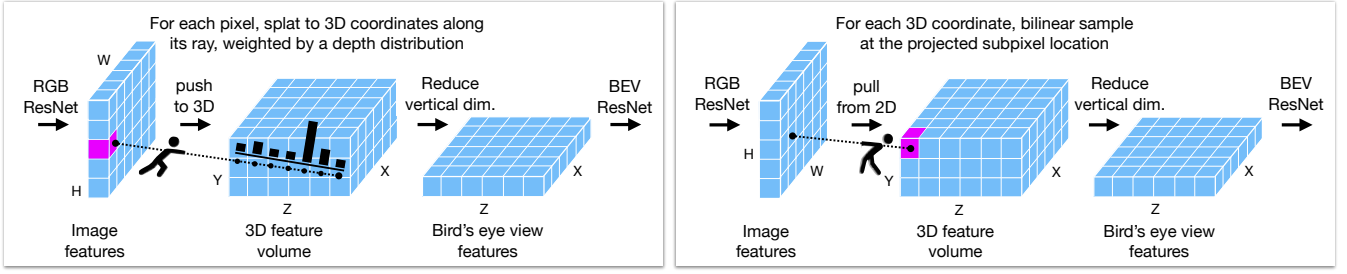 For each pixel, splat to 3D coordinates along
its ray, weighted by a depth distribution
W
RGB
ResNet
push
to 3D
Reduce
vertical dim.
BEV
ResNet
H
Y
X
X
Z
Z
Image
features
3D feature
volume
Bird's eye view
features
For each 3D coordinate, bilinear sample
at the projected subpixel location
RGB
ResNet
pull
from 2D
Reduce
vertical dim.
BEV
ResNet
H
W
Y
X
X
Z
Z
Image
features
3D feature
volume
Bird's eye view
features